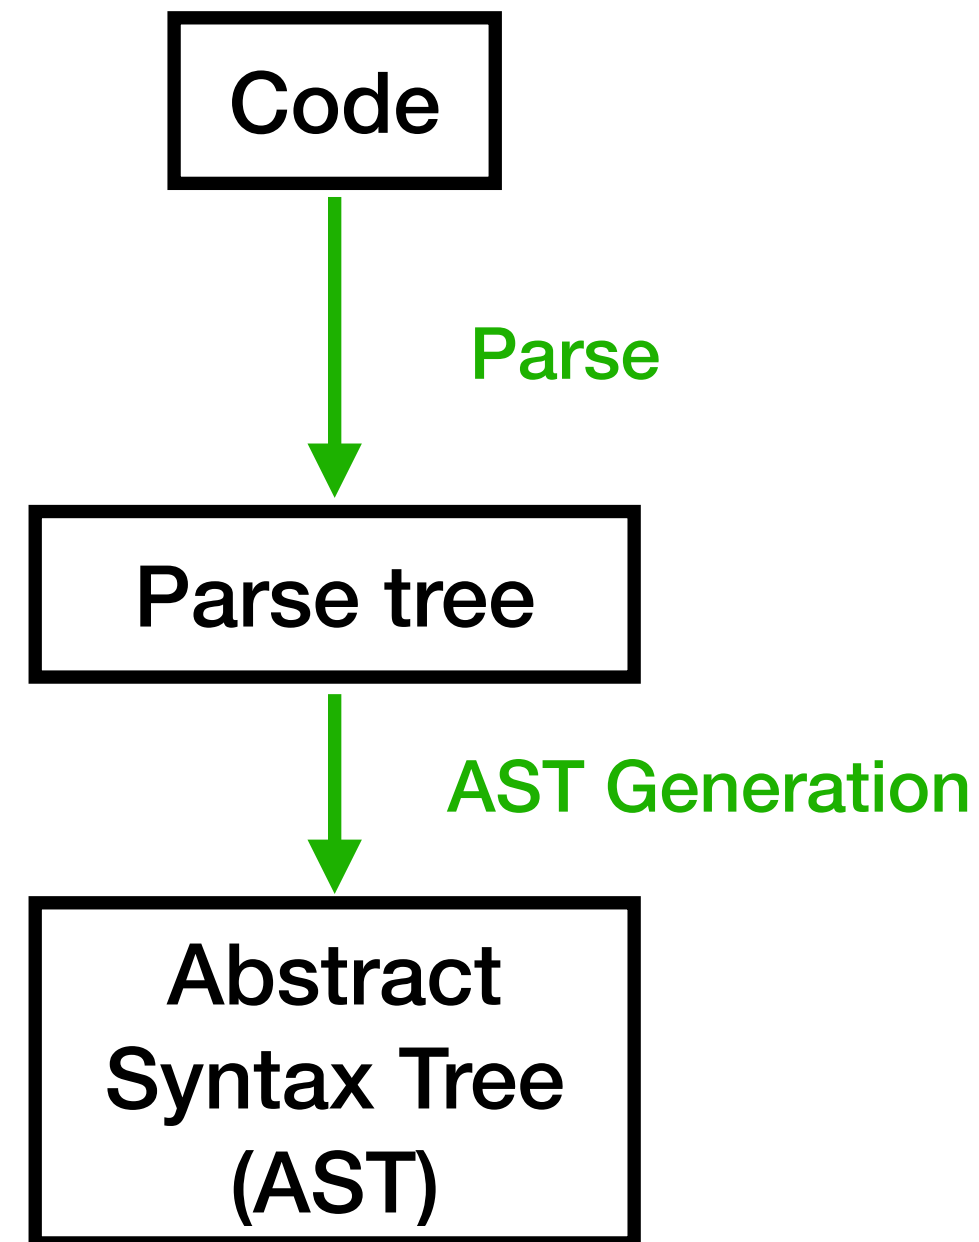 Code
Parse
Parse tree
AST Generation
Abstract
Syntax Tree
(AST)